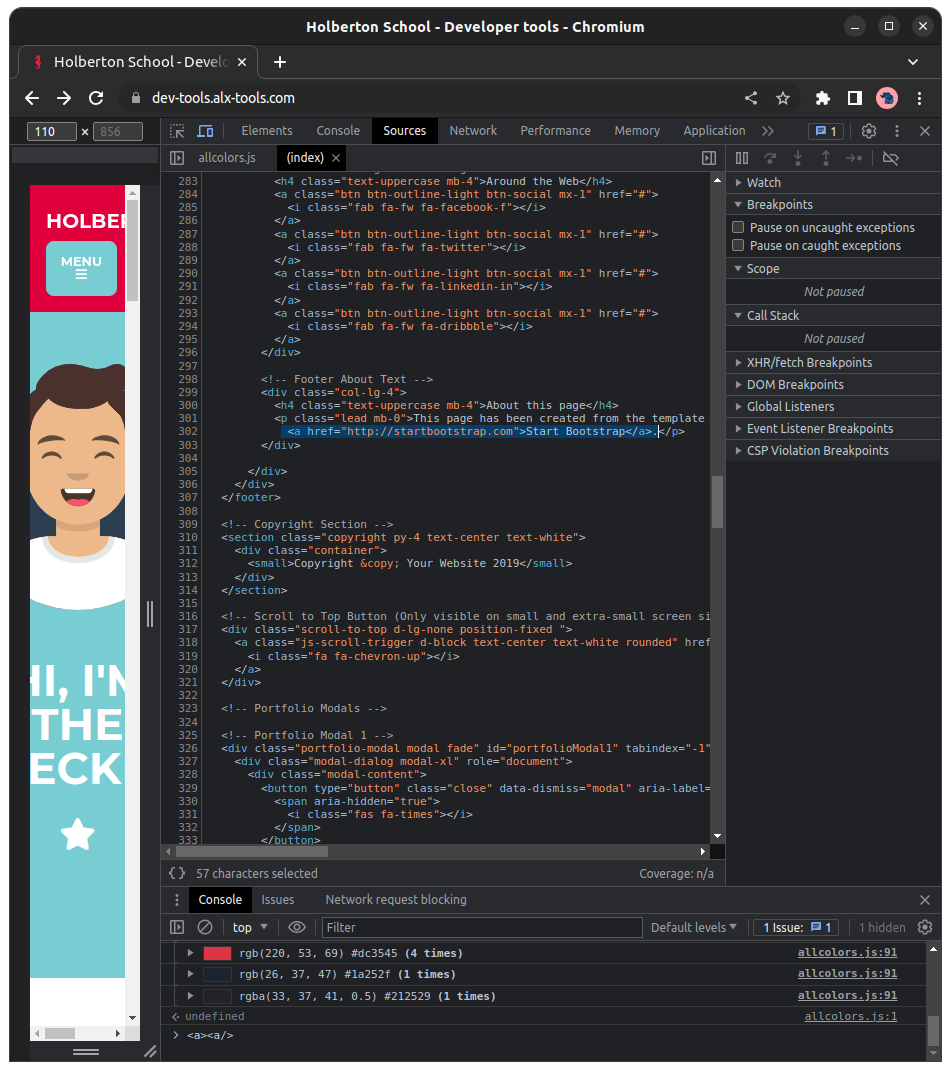 Holberton School - Developer tools - Chromium
Holberton School - Develo
dev-tools.alx-tools.com
110 × 856
Elements Console Sources Network Performance Memory Application 1
allcolors.js (index)
HOLBER
MENU
HI, I'M
THE
ECK
283 <h4 class="text-uppercase mb-4">Around the Web</h4>
284 <a class="btn btn-outline-light btn-social mx-1" href="#">
285 <i class="fab fa-fw fa-facebook-f"></i>
286 </a>
287 <a class="btn btn-outline-light btn-social mx-1" href="#">
288 <i class="fab fa-fw fa-twitter"></i>
289 </a>
290 <a class="btn btn-outline-light btn-social mx-1" href="#">
291 <i class="fab fa-fw fa-linkedin-in"></i>
292 </a>
293 <a class="btn btn-outline-light btn-social mx-1" href="#">
294 <i class="fab fa-fw fa-dribbble"></i>
295 </a>
296 </div>
297
298 <!-- Footer About Text -->
299 <div class="col-lg-4">
300 <h4 class="text-uppercase mb-4">About this page</h4>
301 <p class="lead mb-0">This page has been created from the template
302 <a href="http://startbootstrap.com">Start Bootstrap</a>.</p>
303 </div>
304
305 </div>
306 </div>
307 </footer>
308
309 <!-- Copyright Section -->
310 <section class="copyright py-4 text-center text-white">
311 <div class="container">
312 <small>Copyright &copy; Your Website 2019</small>
313 </div>
314 </section>
315
316 <!-- Scroll to Top Button (Only visible on small and extra-small screen si
317 <div class="scroll-to-top d-lg-none position-fixed ">
318 <a class="js-scroll-trigger d-block text-center text-white rounded" href
319 <i class="fa fa-chevron-up"></i>
320 </a>
321 </div>
322
323 <!-- Portfolio Modals -->
324
325 <!-- Portfolio Modal 1 -->
326 <div class="portfolio-modal modal fade" id="portfolioModal1" tabindex="-1"
327 <div class="modal-dialog modal-xl" role="document">
328 <div class="modal-content">
329 <button type="button" class="close" data-dismiss="modal" aria-label=
330 <span aria-hidden="true">
331 <i class="fas fa-times"></i>
332 </span>
333 </button>
{} 57 characters selected Coverage: n/a
Watch
Breakpoints
Pause on uncaught exceptions
Pause on caught exceptions
Scope
Not paused
Call Stack
Not paused
XHR/fetch Breakpoints
DOM Breakpoints
Global Listeners
Event Listener Breakpoints
CSP Violation Breakpoints
Console Issues Network request blocking
top Filter Default levels 1 Issue: 1 1 hidden
rgb(220, 53, 69) #dc3545 (4 times) allcolors.js:91
rgb(26, 37, 47) #1a252f (1 times) allcolors.js:91
rgba(33, 37, 41, 0.5) #212529 (1 times) allcolors.js:91
undefined allcolors.js:1
<a><a/>